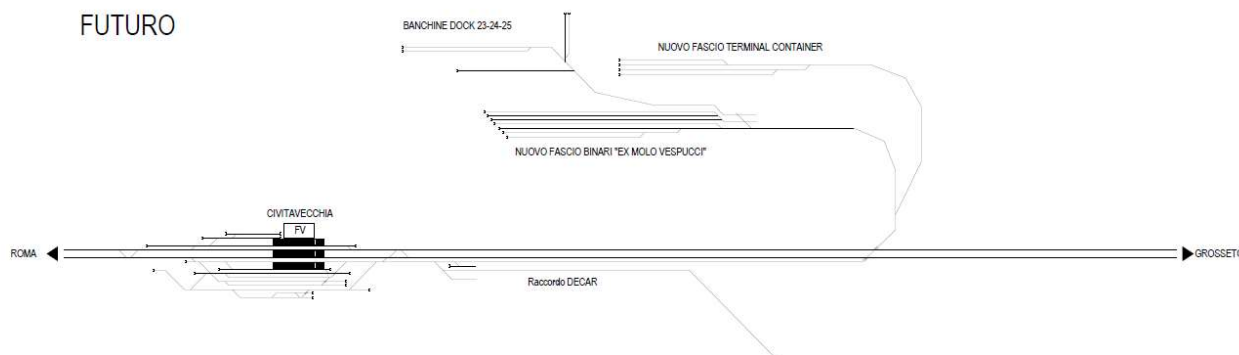 FUTURO
BANCHINE DOCK 23-24-25
NUOVO FASCIO TERMINAL CONTAINER
NUOVO FASCIO BINARI "EX MOLO VESPUCCI"
CIVITAVECCHIA
FV
ROMA
GROSSETO
Raccordo DECAR